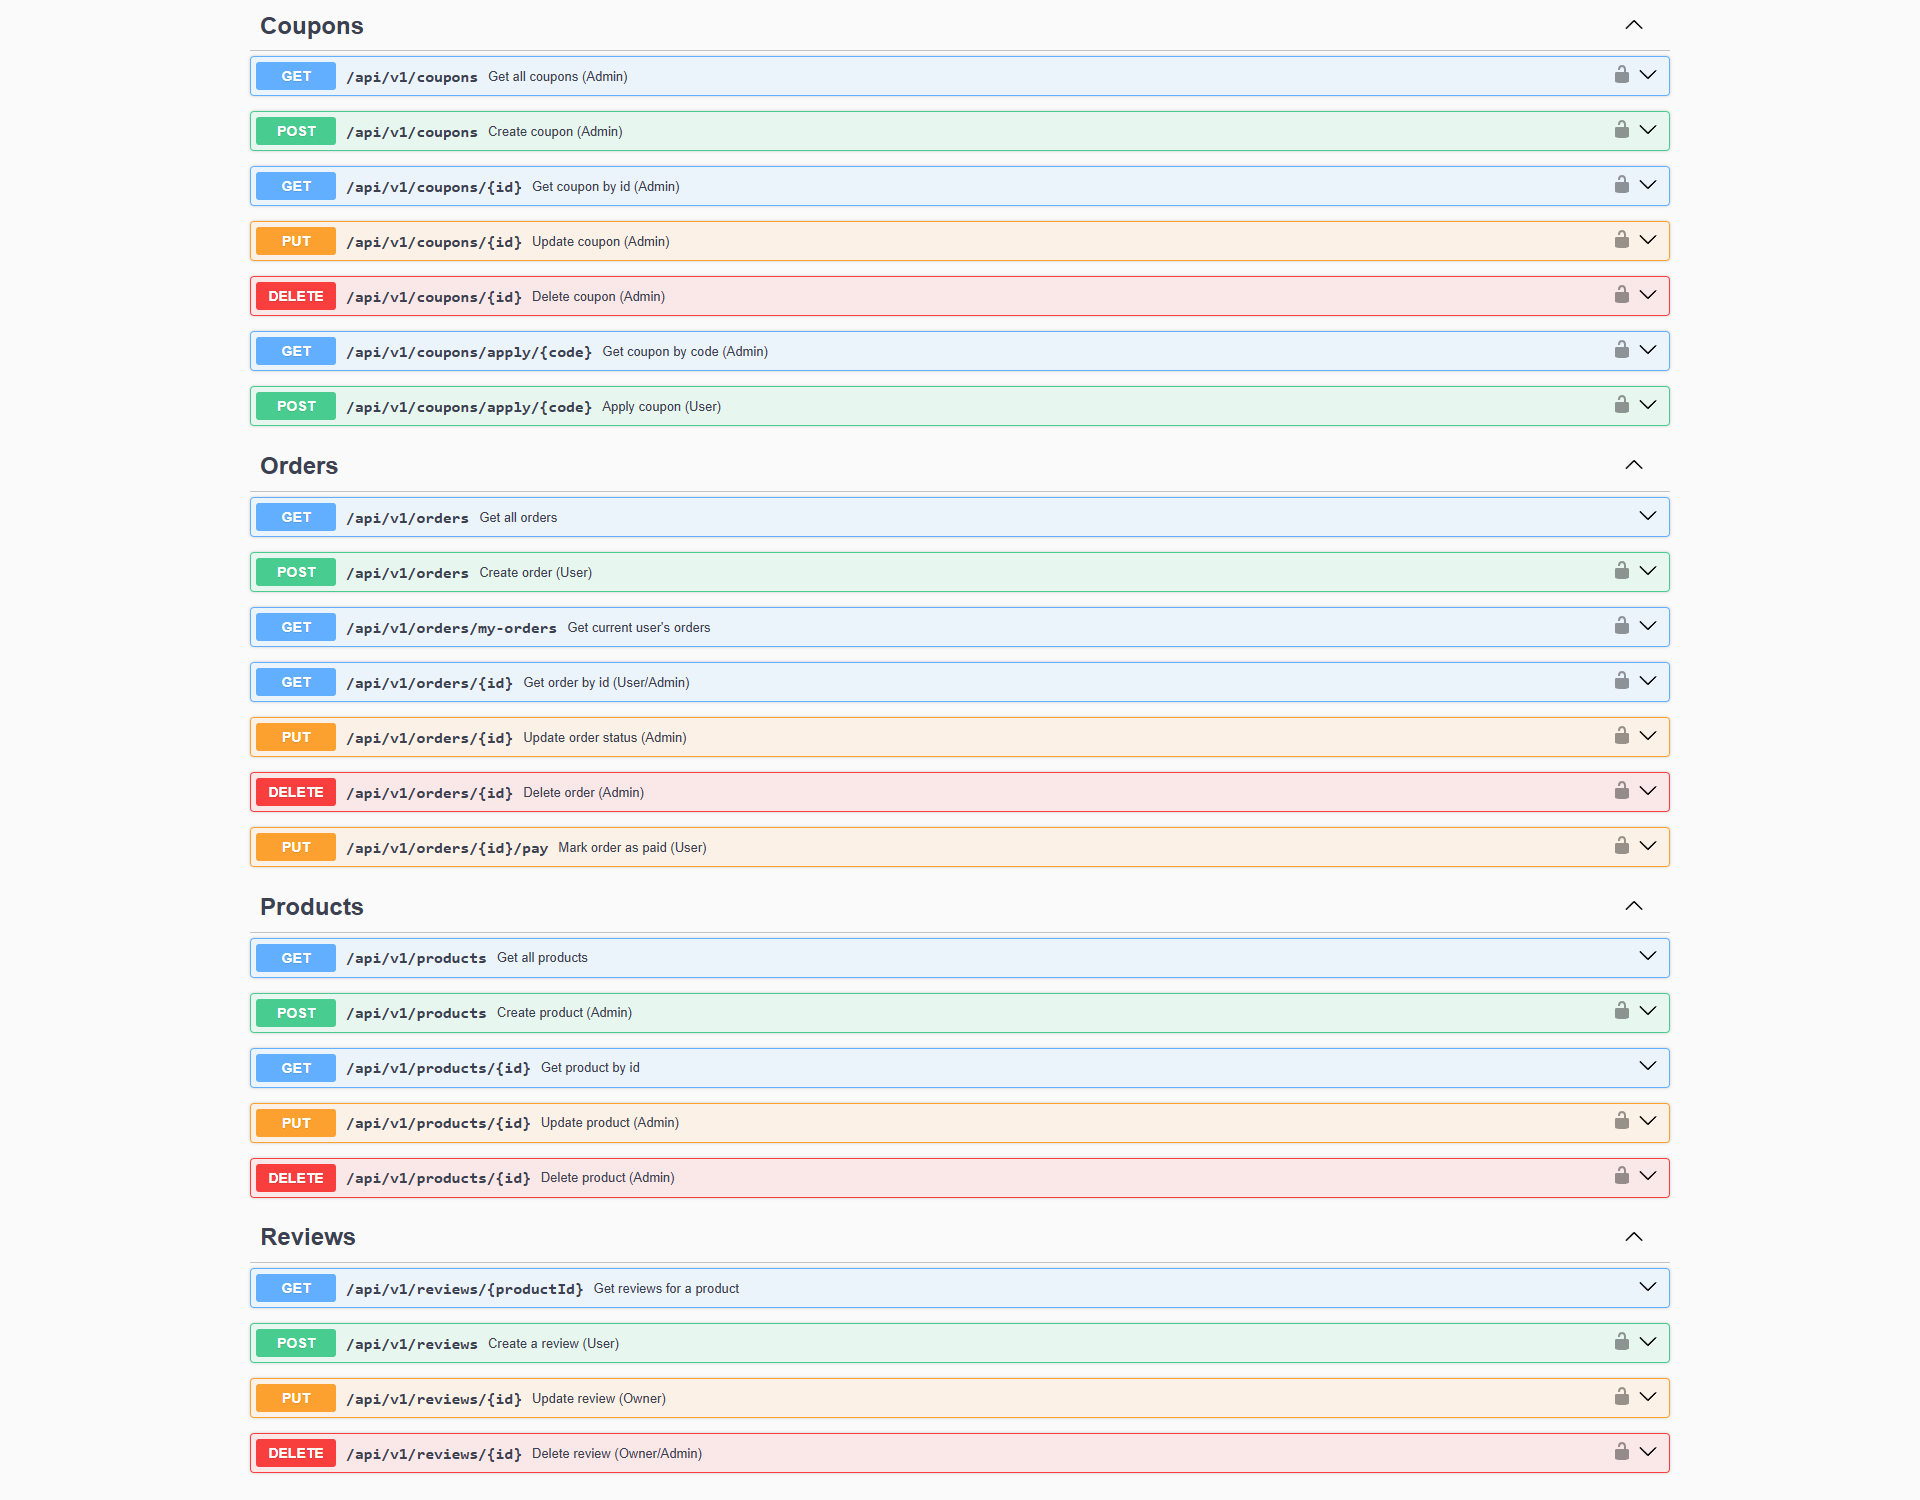 Coupons
GET /api/v1/coupons Get all coupons (Admin)
POST /api/v1/coupons Create coupon (Admin)
GET /api/v1/coupons/{id} Get coupon by id (Admin)
PUT /api/v1/coupons/{id} Update coupon (Admin)
DELETE /api/v1/coupons/{id} Delete coupon (Admin)
GET /api/v1/coupons/apply/{code} Get coupon by code (Admin)
POST /api/v1/coupons/apply/{code} Apply coupon (User)
Orders
GET /api/v1/orders Get all orders
POST /api/v1/orders Create order (User)
GET /api/v1/orders/my-orders Get current user's orders
GET /api/v1/orders/{id} Get order by id (User/Admin)
PUT /api/v1/orders/{id} Update order status (Admin)
DELETE /api/v1/orders/{id} Delete order (Admin)
PUT /api/v1/orders/{id}/pay Mark order as paid (User)
Products
GET /api/v1/products Get all products
POST /api/v1/products Create product (Admin)
GET /api/v1/products/{id} Get product by id
PUT /api/v1/products/{id} Update product (Admin)
DELETE /api/v1/products/{id} Delete product (Admin)
Reviews
GET /api/v1/reviews/{productId} Get reviews for a product
POST /api/v1/reviews Create a review (User)
PUT /api/v1/reviews/{id} Update review (Owner)
DELETE /api/v1/reviews/{id} Delete review (Owner/Admin)